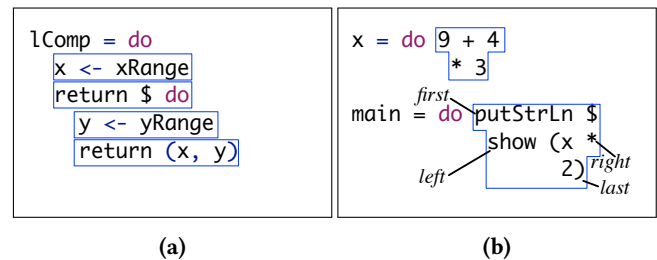 lComp = do
x <- xRange
return $ do
y <- yRange
return (x, y)
(a)
x = do 9 + 4
* 3
first
main = do putStrLn $
show (x *
right
left
2)
last
(b)